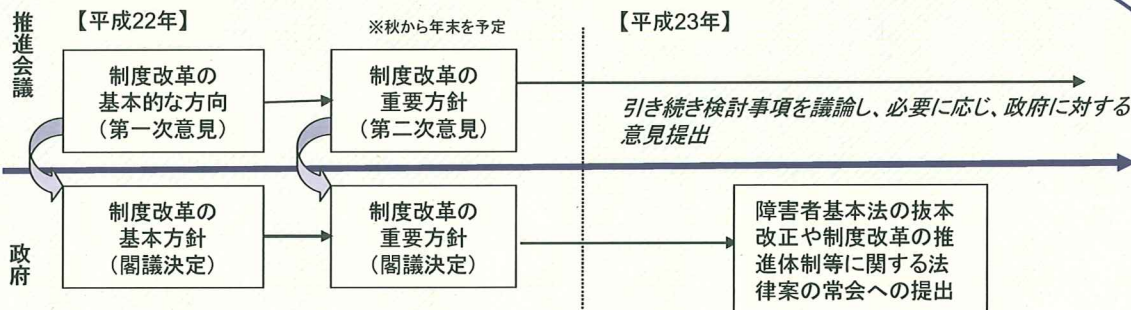 推進会議
【平成22年】
※秋から年末を予定
【平成23年】
制度改革の
基本的な方向
（第一次意見）
制度改革の
重要方針
（第二次意見）
引き続き検討事項を議論し、必要に応じ、政府に対する
意見提出
政府
制度改革の
基本方針
（閣議決定）
制度改革の
重要方針
（閣議決定）
障害者基本法の抜本
改正や制度改革の推
進体制等に関する法
律案の常会への提出